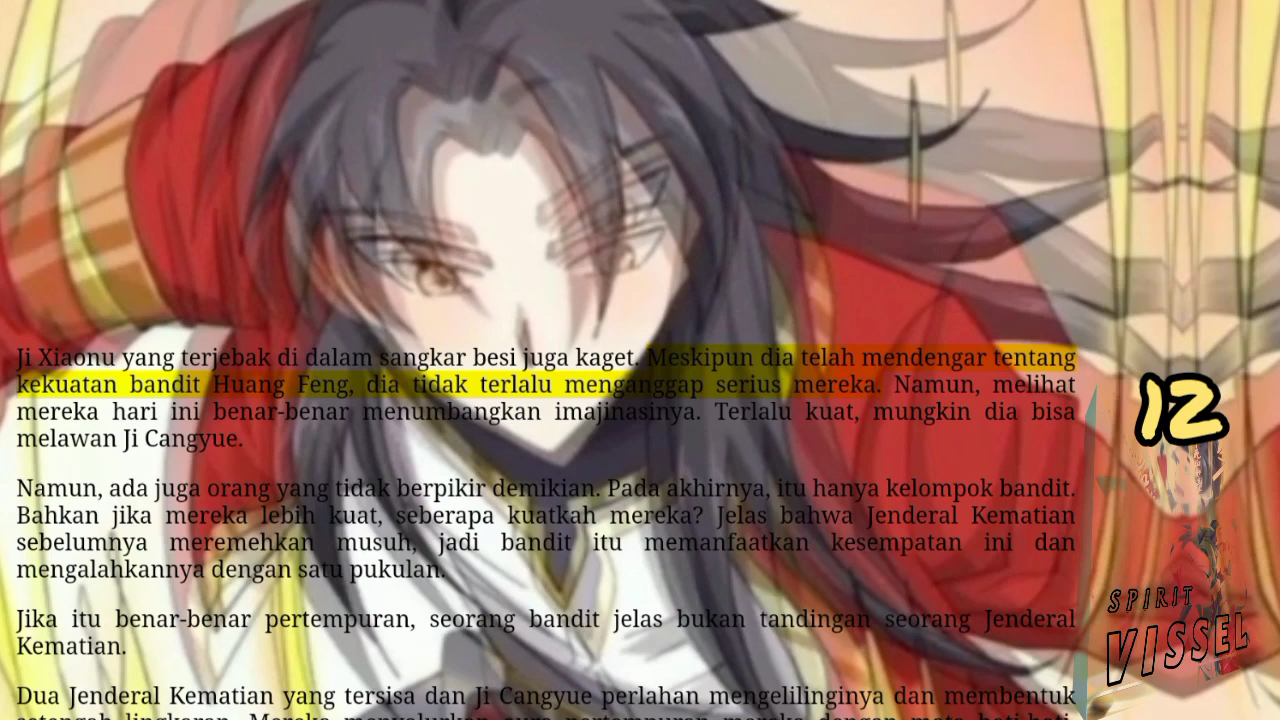 Ji Xiaonu yang terjebak di dalam sangkar besi juga kaget. Meskipun dia telah mendengar tentang
kekuatan bandit Huang Feng, dia tidak terlalu menganggap serius mereka. Namun, melihat
mereka hari ini benar-benar menumbangkan imajinasinya. Terlalu kuat, mungkin dia bisa
melawan Ji Cangyue.
Namun, ada juga orang yang tidak berpikir demikian. Pada akhirnya, itu hanya kelompok bandit.
Bahkan jika mereka lebih kuat, seberapa kuatkah mereka? Jelas bahwa Jenderal Kematian
sebelumnya meremehkan musuh, jadi bandit itu memanfaatkan kesempatan ini dan
mengalahkannya dengan satu pukulan.
Jika itu benar-benar pertempuran, seorang bandit jelas bukan tandingan seorang Jenderal
Kematian.
Dua Jenderal Kematian yang tersisa dan Ji Cangyue perlahan mengelilinginya dan membentuk
12
SPIRIT
VISSEL